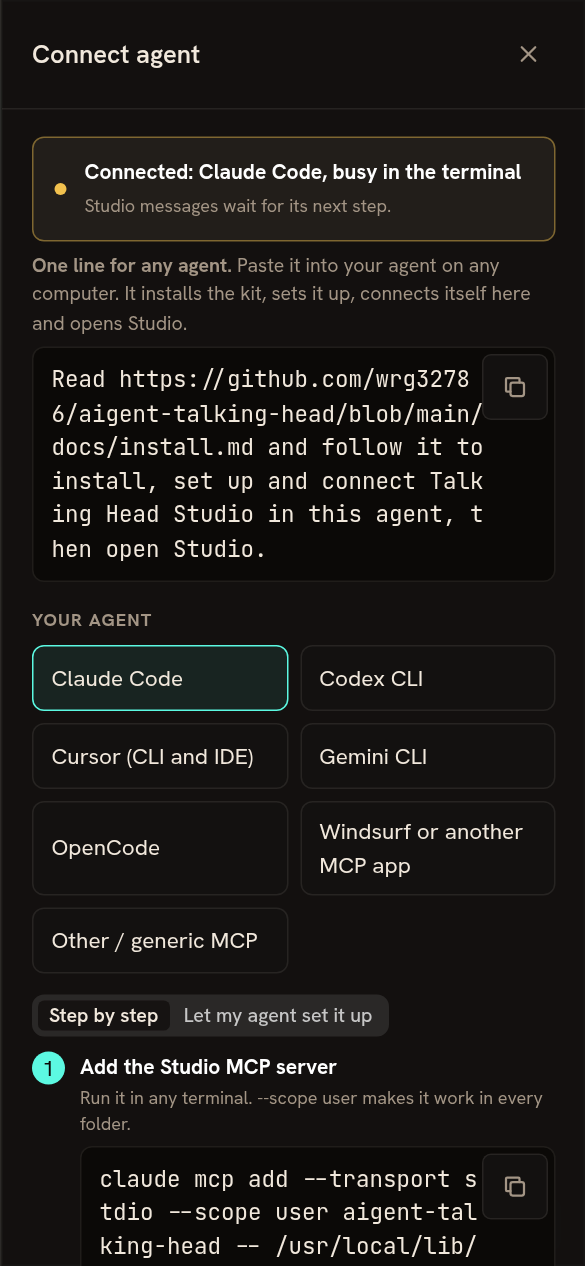 Connect agent
Connected: Claude Code, busy in the terminal
Studio messages wait for its next step.
One line for any agent. Paste it into your agent on any
computer. It installs the kit, sets it up, connects itself here
and opens Studio.
Read https://github.com/wrg3278
6/aigent-talking-head/blob/main/
docs/install.md and follow it to
install, set up and connect Talk
ing Head Studio in this agent, t
hen open Studio.
YOUR AGENT
Claude Code
Codex CLI
Cursor (CLI and IDE)
Gemini CLI
OpenCode
Windsurf or another
MCP app
Other / generic MCP
Step by step
Let my agent set it up
1
Add the Studio MCP server
Run it in any terminal. --scope user makes it work in every
folder.
claude mcp add --transport s
tdio --scope user aigent-tal
king-head -- /usr/local/lib/